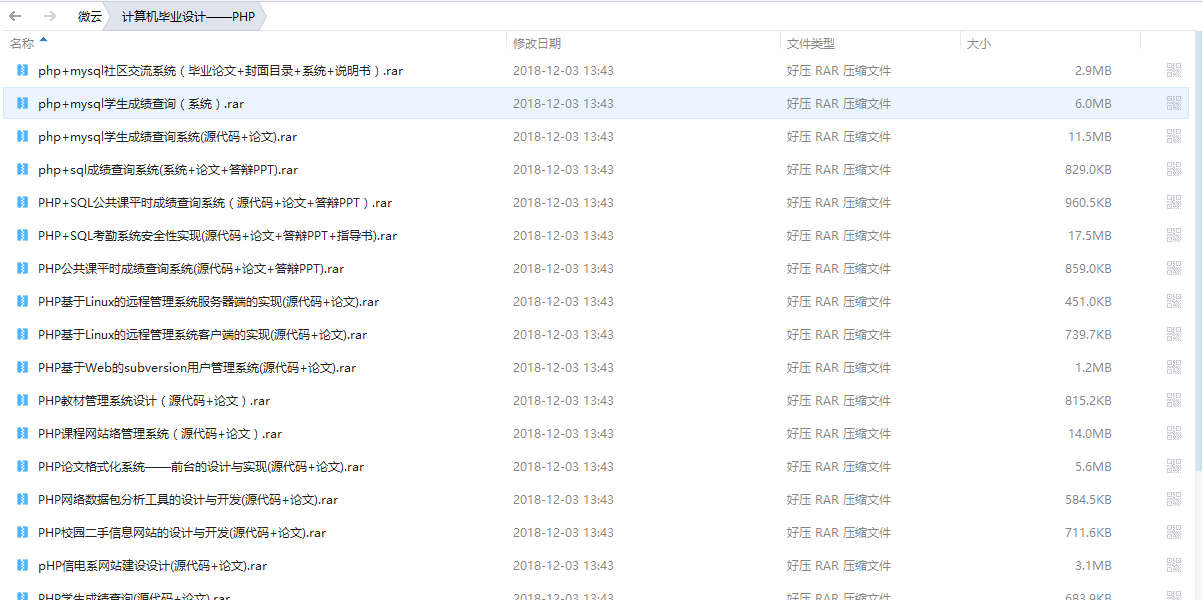 微云 计算机毕业设计——PHP
名称 修改日期 文件类型 大小
php+mysql社区交流系统（毕业论文+封面目录+系统+说明书）.rar 2018-12-03 13:43 好压 RAR 压缩文件 2.9MB
php+mysql学生成绩查询（系统）.rar 2018-12-03 13:43 好压 RAR 压缩文件 6.0MB
php+mysql学生成绩查询系统(源代码+论文).rar 2018-12-03 13:43 好压 RAR 压缩文件 11.5MB
php+sql成绩查询系统(系统+论文+答辩PPT).rar 2018-12-03 13:43 好压 RAR 压缩文件 829.0KB
PHP+SQL公共课平时成绩查询系统（源代码+论文+答辩PPT）.rar 2018-12-03 13:43 好压 RAR 压缩文件 960.5KB
PHP+SQL考勤系统安全性实现(源代码+论文+答辩PPT+指导书).rar 2018-12-03 13:43 好压 RAR 压缩文件 17.5MB
PHP公共课平时成绩查询系统(源代码+论文+答辩PPT).rar 2018-12-03 13:43 好压 RAR 压缩文件 859.0KB
PHP基于Linux的远程管理系统服务器端的实现(源代码+论文).rar 2018-12-03 13:43 好压 RAR 压缩文件 451.0KB
PHP基于Linux的远程管理系统客户端的实现(源代码+论文).rar 2018-12-03 13:43 好压 RAR 压缩文件 739.7KB
PHP基于Web的subversion用户管理系统(源代码+论文).rar 2018-12-03 13:43 好压 RAR 压缩文件 1.2MB
PHP教材管理系统设计（源代码+论文）.rar 2018-12-03 13:43 好压 RAR 压缩文件 815.2KB
PHP课程网站络管理系统（源代码+论文）.rar 2018-12-03 13:43 好压 RAR 压缩文件 14.0MB
PHP论文格式化系统——前台的设计与实现(源代码+论文).rar 2018-12-03 13:43 好压 RAR 压缩文件 5.6MB
PHP网络数据包分析工具的设计与开发(源代码+论文).rar 2018-12-03 13:43 好压 RAR 压缩文件 584.5KB
PHP校园二手信息网站的设计与开发(源代码+论文).rar 2018-12-03 13:43 好压 RAR 压缩文件 711.6KB
pHP信电系网站建设设计(源代码+论文).rar 2018-12-03 13:43 好压 RAR 压缩文件 3.1MB
PHP学生成绩查询(源代码+论文).rar 2018-12-03 13:43 好压 RAR 压缩文件 683.9KB